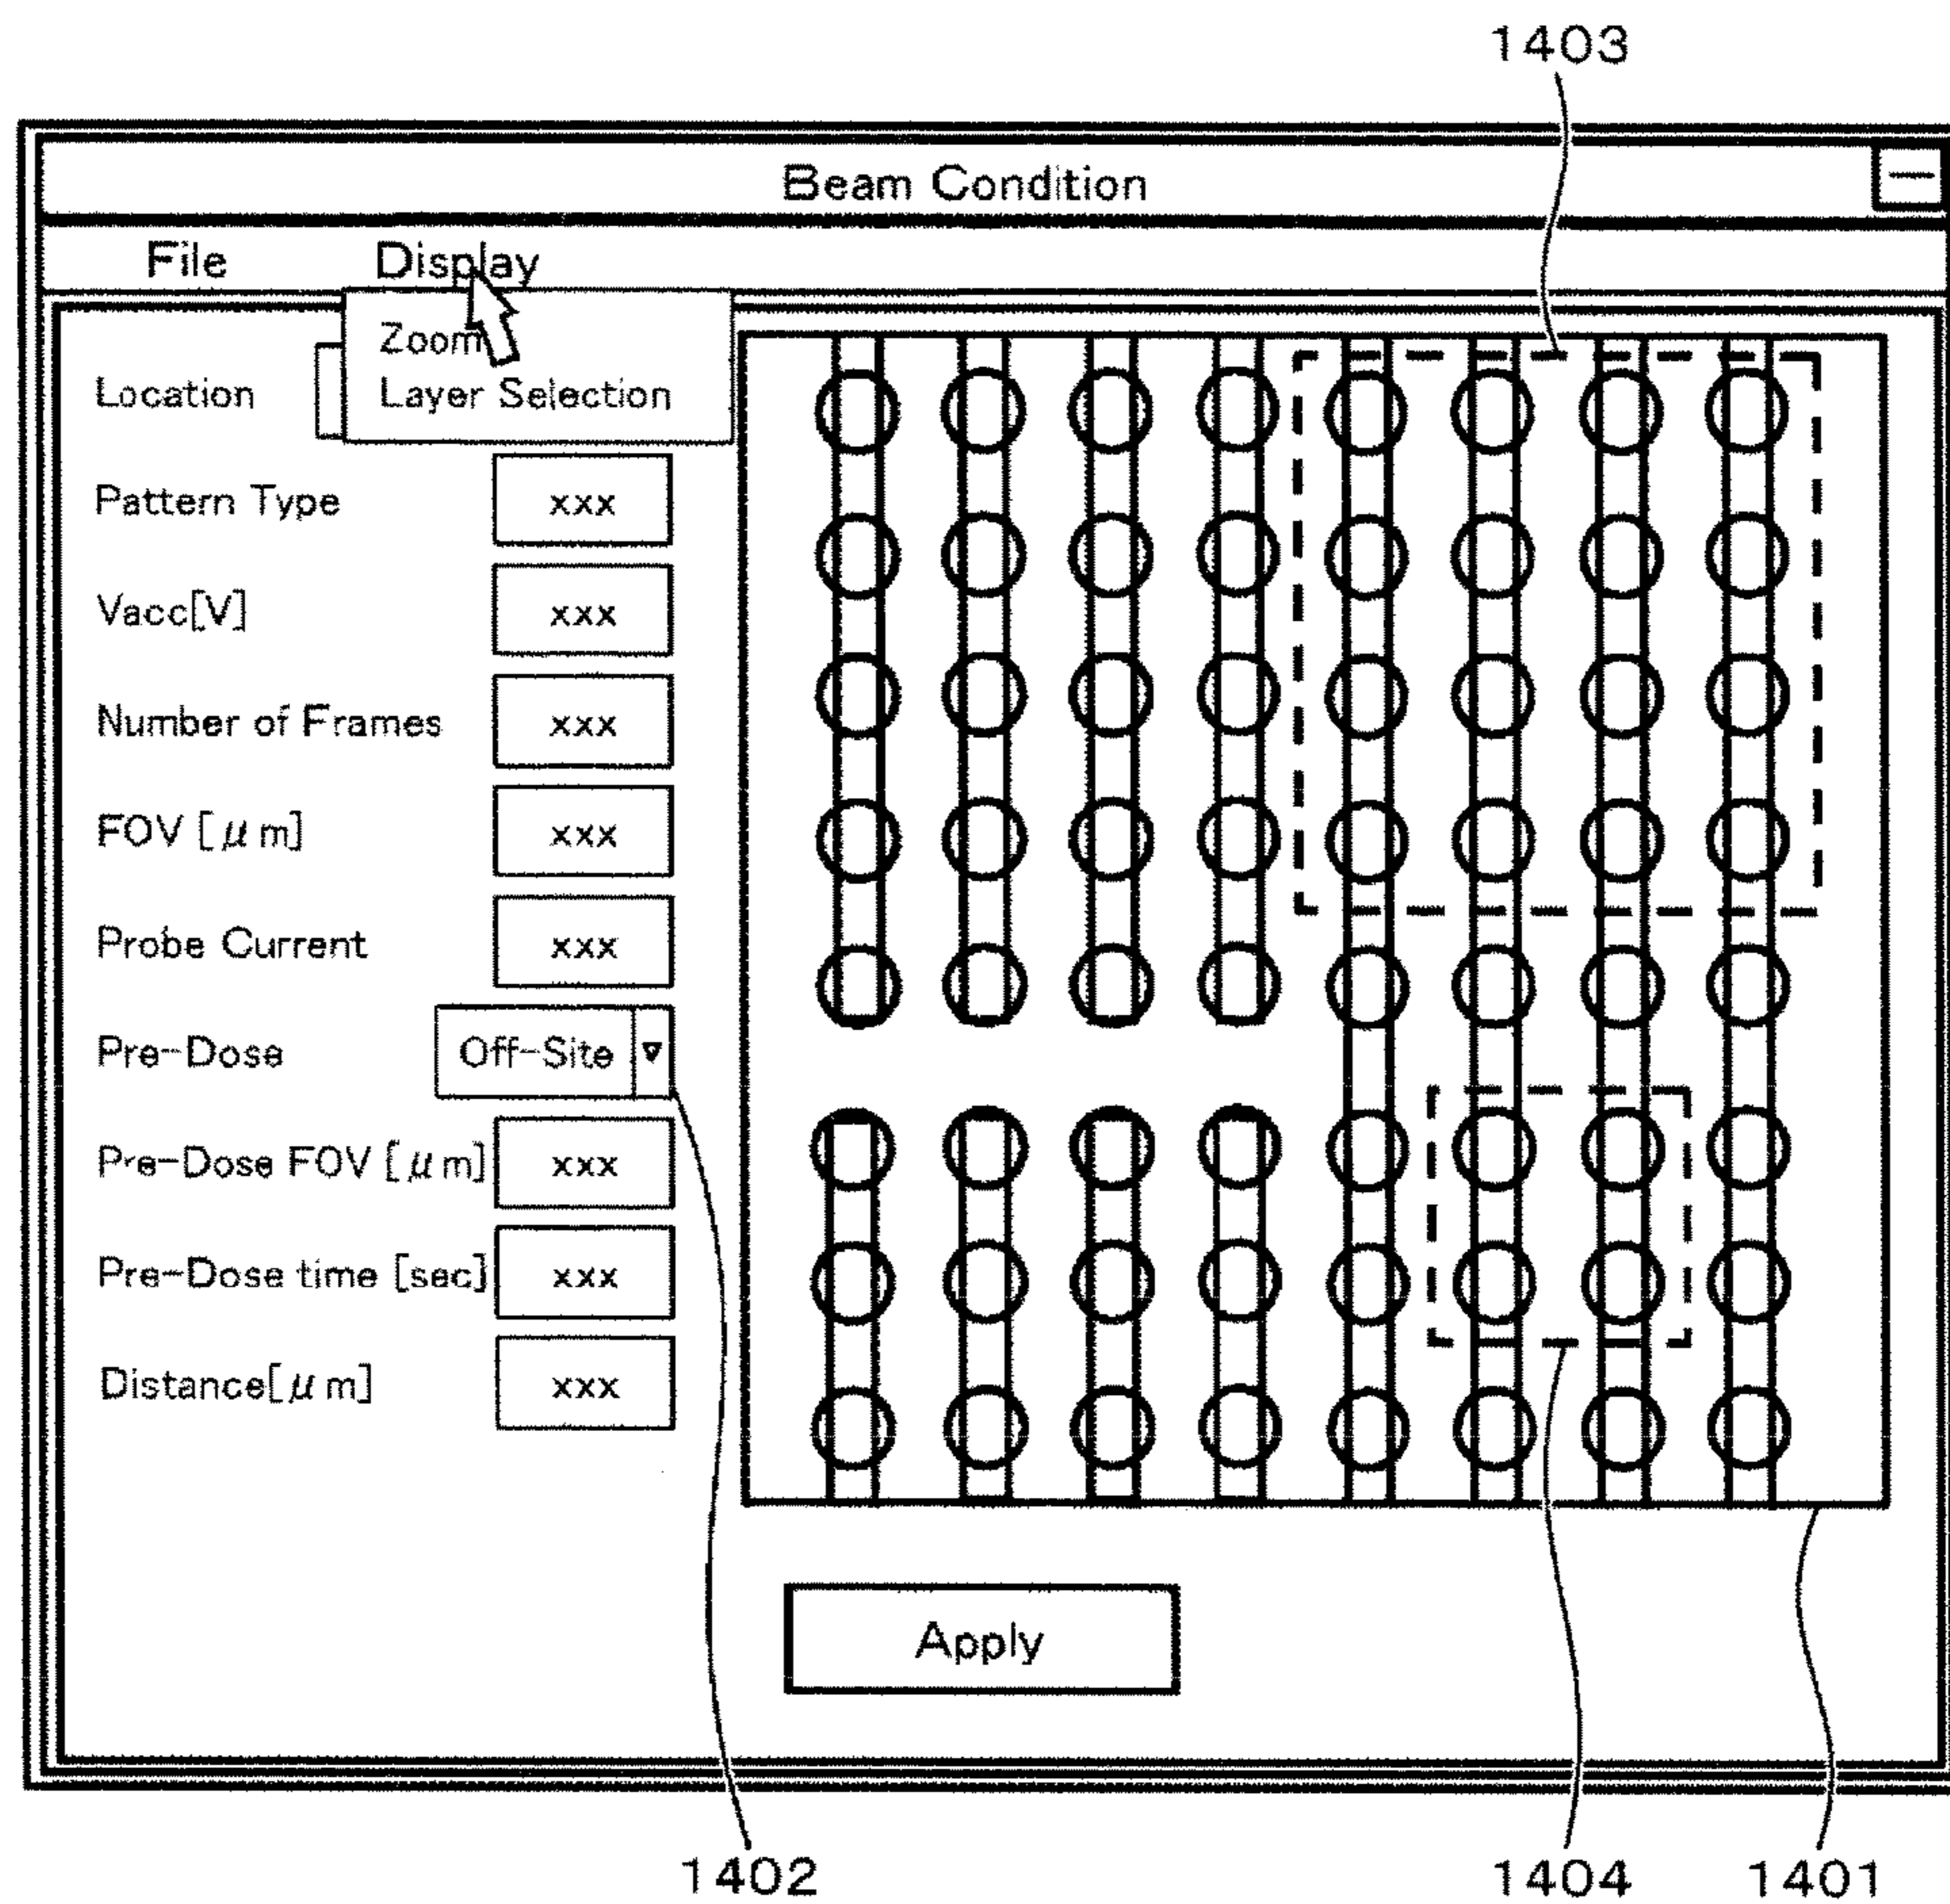 1403
Beam Condition
File Display
Zoom
Layer Selection
Location
Pattern Type xxx
Vacc[V] xxx
Number of Frames xxx
FOV [μm] xxx
Probe Current xxx
Pre-Dose Off-Site
Pre-Dose FOV [μm] xxx
Pre-Dose time [sec] xxx
Distance[μm] xxx
Apply
1402 1404 1401